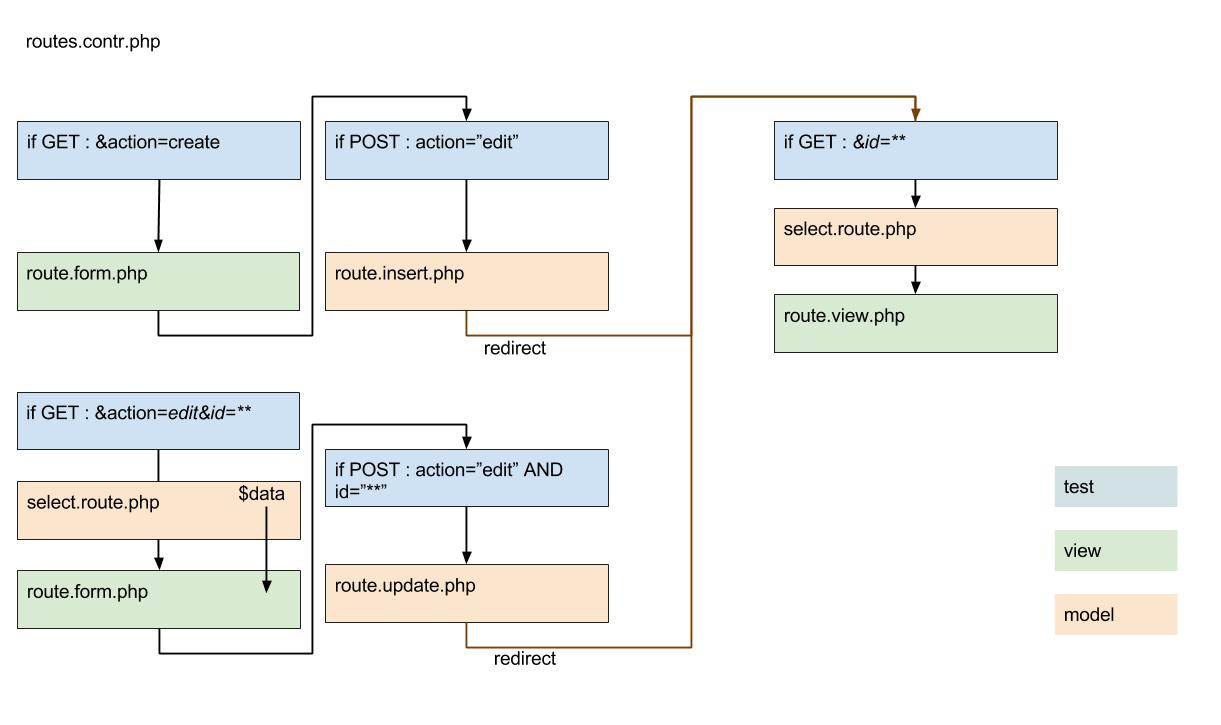 routes.contr.php
if GET : &action=create
if POST : action=”edit”
if GET : &id=**
select.route.php
route.form.php
route.insert.php
route.view.php
redirect
if GET : &action=edit&id=**
if POST : action=”edit” AND
id=”**”
select.route.php
$data
route.form.php
route.update.php
redirect
test
view
model